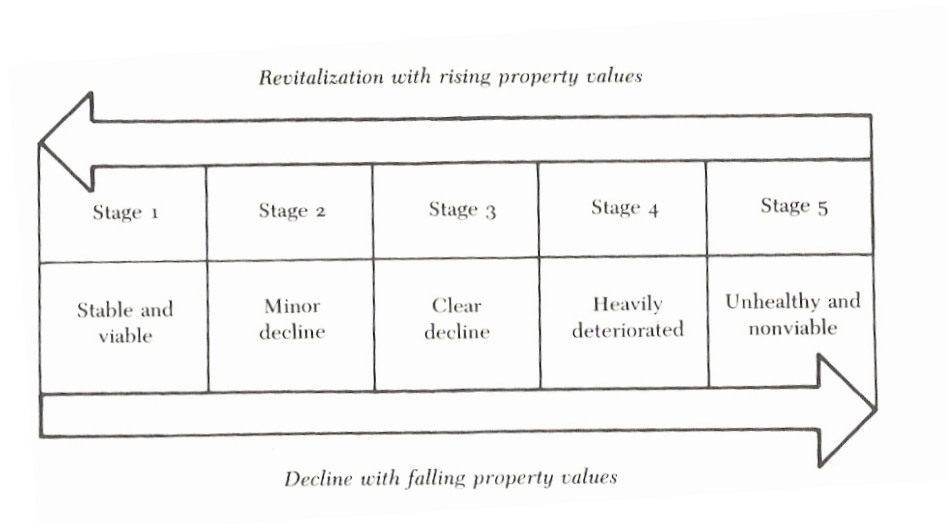 Revitalization with rising property values
Stage 1
Stage 2
Stage 3
Stage 4
Stage 5
Stable and
viable
Minor
decline
Clear
decline
Heavily
deteriorated
Unhealthy and
nonviable
Decline with falling property values